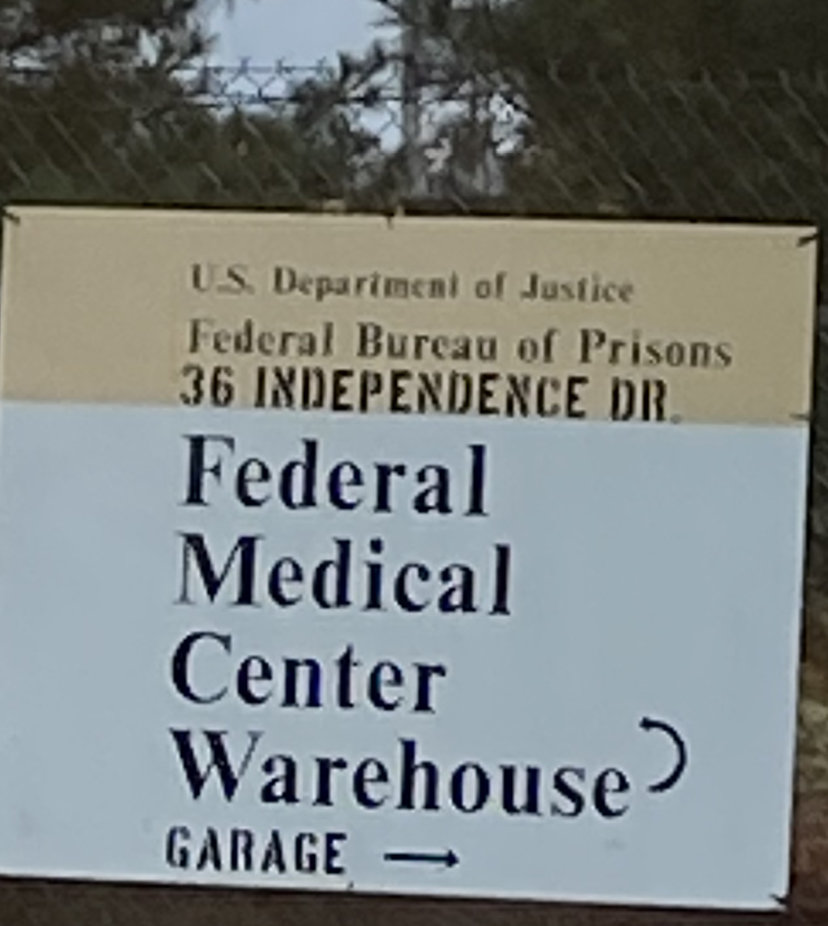 U.S. Department of Justice
Federal Bureau of Prisons
36 INDEPENDENCE DR.
Federal
Medical
Center
Warehouse
GARAGE →